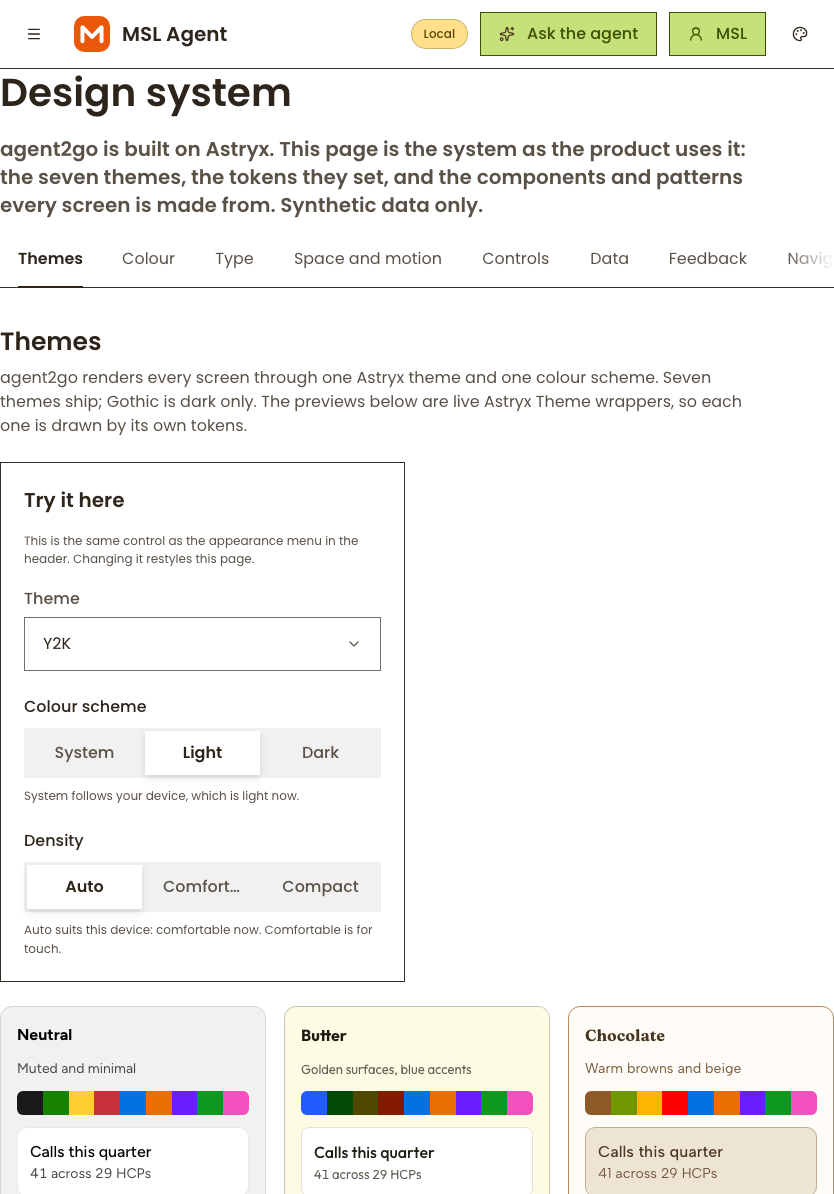 MSL Agent
Local
Ask the agent
MSL
Design system
agent2go is built on Astryx. This page is the system as the product uses it:
the seven themes, the tokens they set, and the components and patterns
every screen is made from. Synthetic data only.
Themes
Colour
Type
Space and motion
Controls
Data
Feedback
Themes
agent2go renders every screen through one Astryx theme and one colour scheme. Seven
themes ship; Gothic is dark only. The previews below are live Astryx Theme wrappers, so each
one is drawn by its own tokens.
Try it here
This is the same control as the appearance menu in the
header. Changing it restyles this page.
Theme
Y2K
Colour scheme
System
Light
Dark
System follows your device, which is light now.
Density
Auto
Comfort...
Compact
Auto suits this device: comfortable now. Comfortable is for
touch.
Neutral
Muted and minimal
Calls this quarter
41 across 29 HCPs
Butter
Golden surfaces, blue accents
Calls this quarter
41 across 29 HCPs
Chocolate
Warm browns and beige
Calls this quarter
41 across 29 HCPs